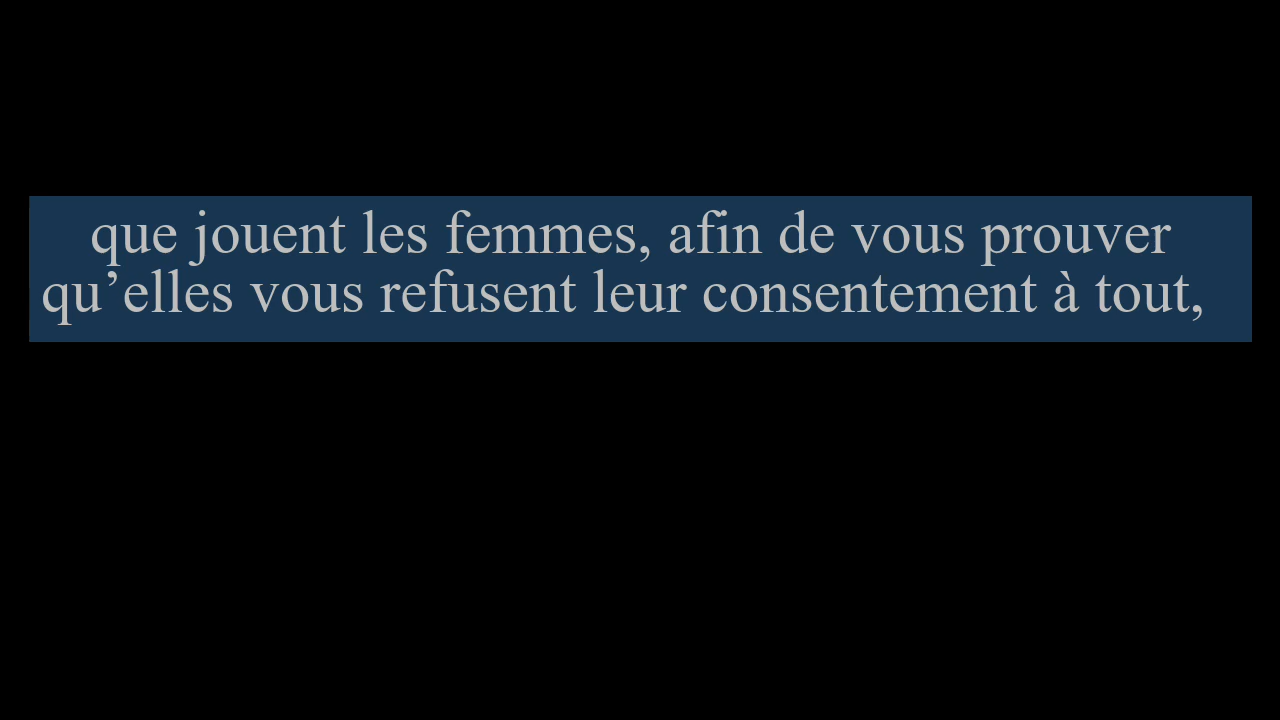 que jouent les femmes, afin de vous prouver
qu’elles vous refusent leur consentement à tout,